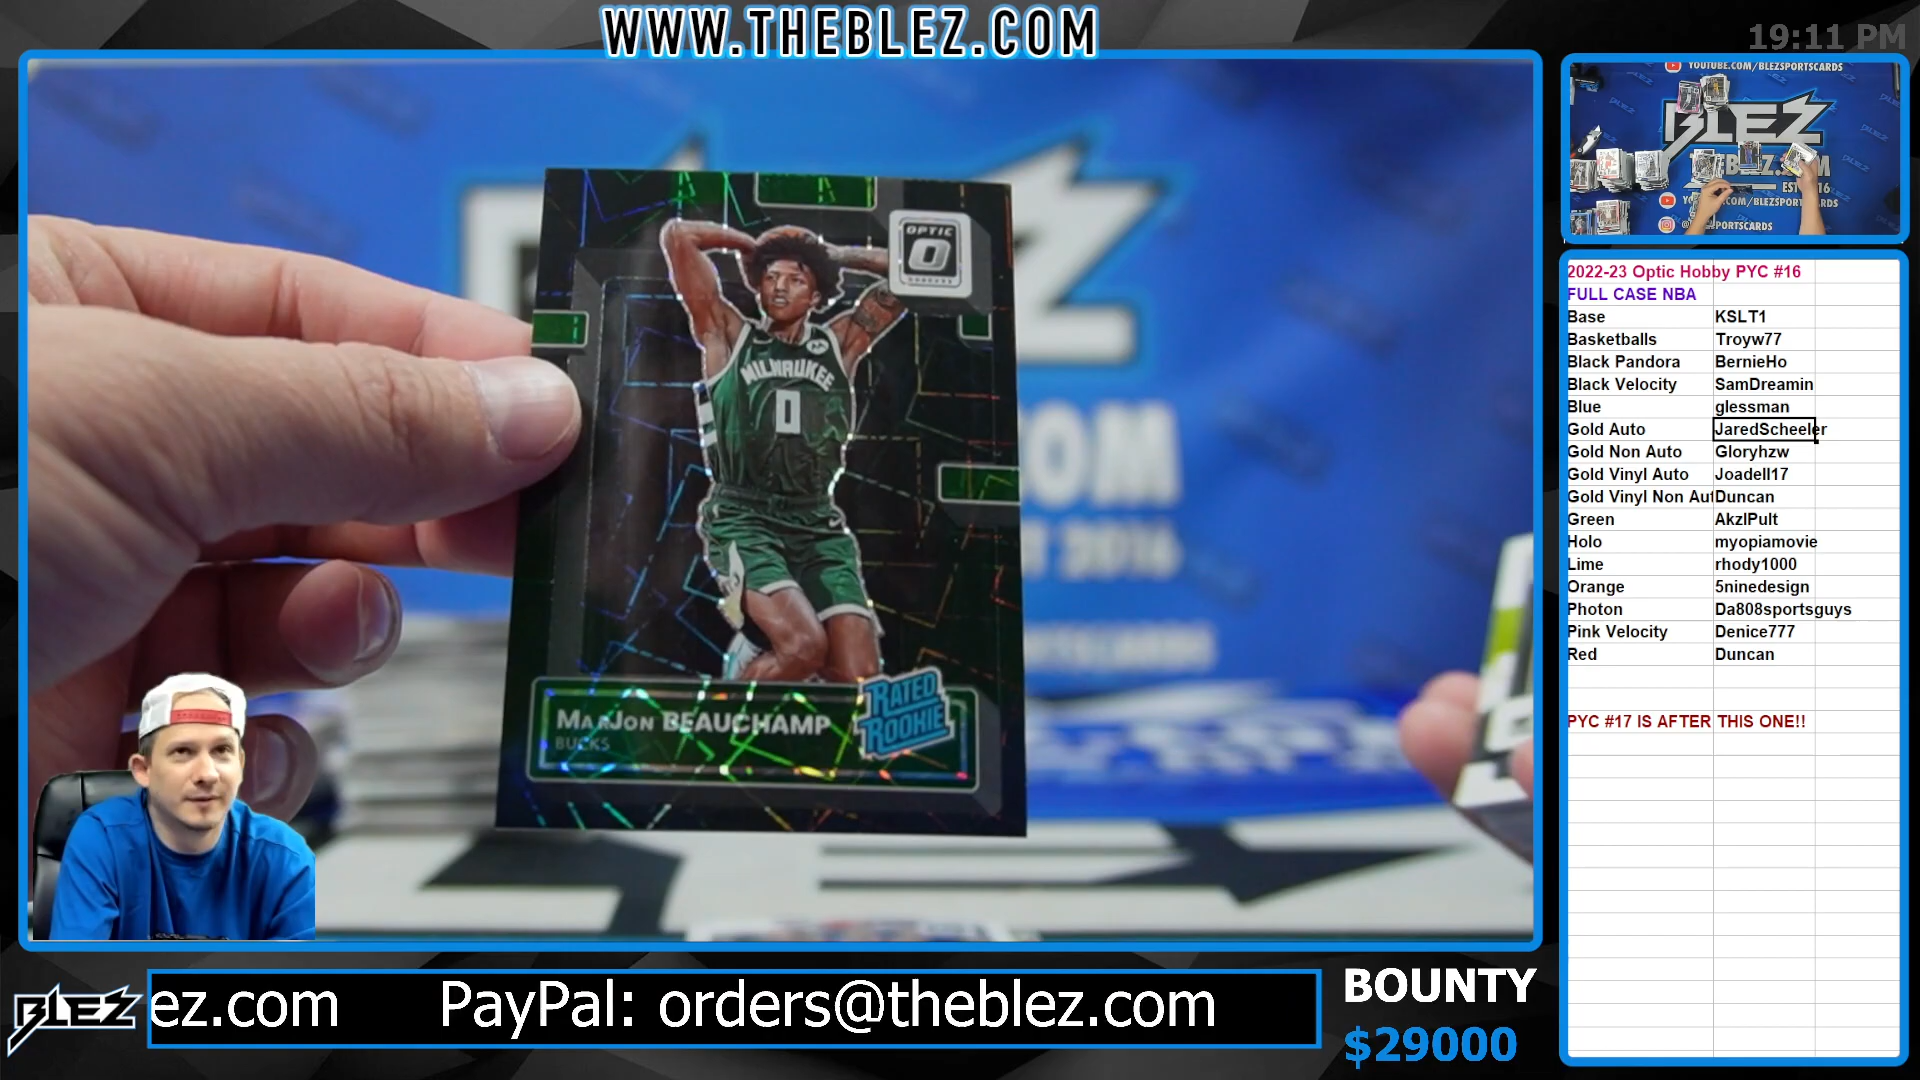 WWW.THEBLEZ.COM
19:11 PM
YOUTUBE.COM/BLEZSPORTSCARDS
BLEZ
OPTIC
MILWAUKEE
0
MarJon BEAUCHAMP
BUCKS
RATED
ROOKIE
2022-23 Optic Hobby PYC #16
FULL CASE NBA
Base KSLT1
Basketballs Troyw77
Black Pandora BernieHo
Black Velocity SamDreamin
Blue glessman
Gold Auto JaredScheeler
Gold Non Auto Gloryhzw
Gold Vinyl Auto Joadell17
Gold Vinyl Non Aut Duncan
Green AkzlPult
Holo myopiamovie
Lime rhody1000
Orange 5ninedesign
Photon Da808sportsguys
Pink Velocity Denice777
Red Duncan
PYC #17 IS AFTER THIS ONE!!
BLEZ
ez.com PayPal: orders@theblez.com
BOUNTY
$29000